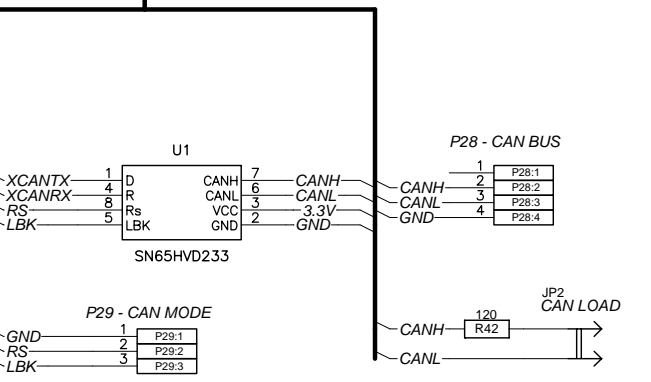 U1
P28 - CAN BUS
1 P28:1
XCANTX 1 D CANH 7 CANH CANH 2 P28:2
XCANRX 4 R CANL 6 CANL CANL 3 P28:3
RS 8 Rs VCC 3 3.3V GND 4 P28:4
LBK 5 LBK GND 2 GND
SN65HVD233
JP2
CAN LOAD
P29 - CAN MODE
120
GND 1 P29:1 CANH R42
RS 2 P29:2
LBK 3 P29:3 CANL